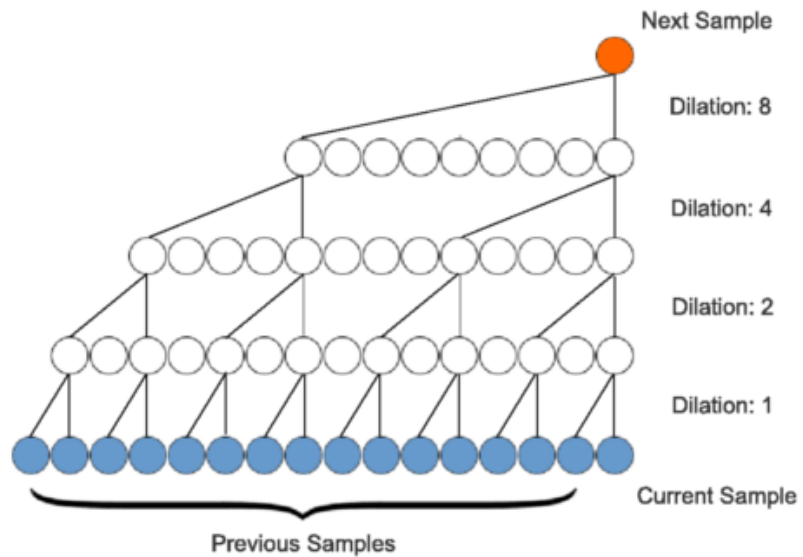 Next Sample
Dilation: 8
Dilation: 4
Dilation: 2
Dilation: 1
Current Sample
Previous Samples